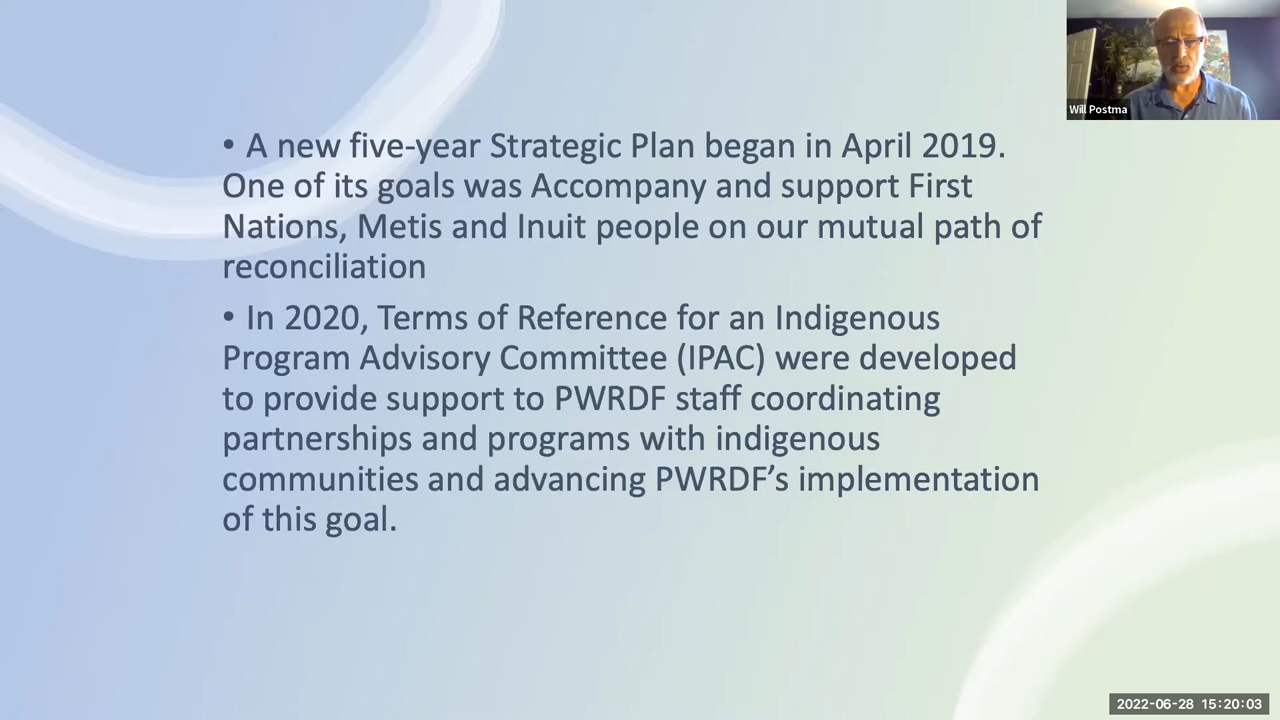 • A new five-year Strategic Plan began in April 2019.
One of its goals was Accompany and support First
Nations, Metis and Inuit people on our mutual path of
reconciliation
• In 2020, Terms of Reference for an Indigenous
Program Advisory Committee (IPAC) were developed
to provide support to PWRDF staff coordinating
partnerships and programs with indigenous
communities and advancing PWRDF’s implementation
of this goal.
Will Postma
2022-06-28 15:20:03